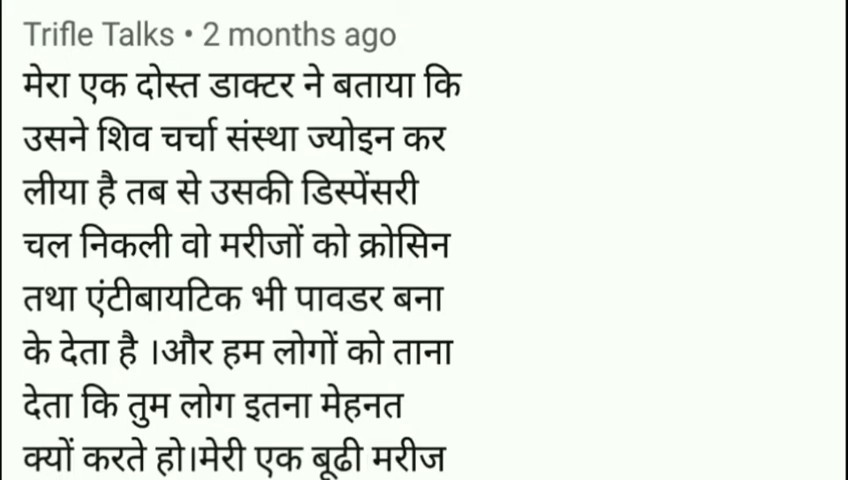 Trifle Talks • 2 months ago
मेरा एक दोस्त डाक्टर ने बताया कि
उसने शिव चर्चा संस्था ज्योइन कर
लीया है तब से उसकी डिस्पेंसरी
चल निकली वो मरीजों को क्रोसिन
तथा एंटीबायटिक भी पावडर बना
के देता है ।और हम लोगों को ताना
देता कि तुम लोग इतना मेहनत
क्यों करते हो।मेरी एक बूढी मरीज